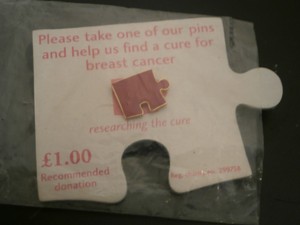 Please take one of our pins
and help us find a cure for
breast cancer
researching the cure
£1.00
Recommended
donation